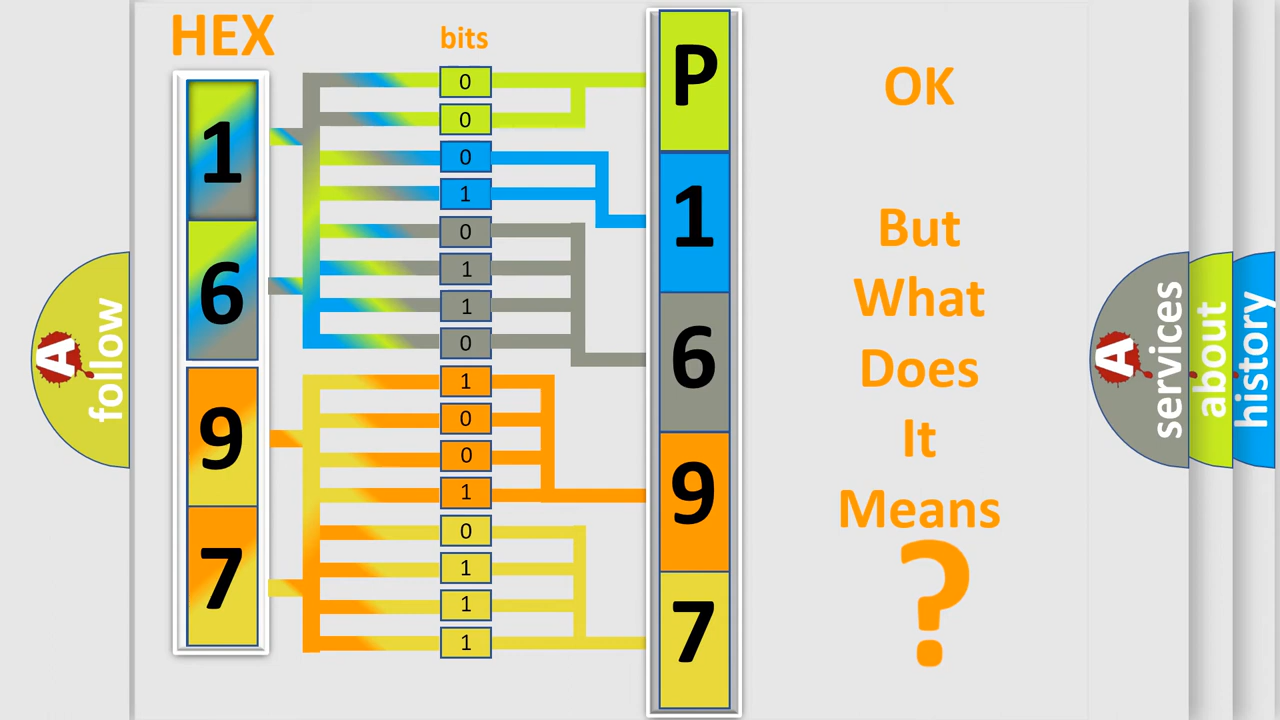 HEX
bits
1
6
9
7
0
0
0
1
0
1
1
0
1
0
0
1
0
1
1
1
P
1
6
9
7
OK
But
What
Does
It
Means
?
A
follow
A
services
about
history